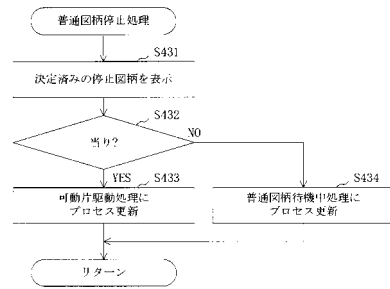 普通図柄停止処理
S431
決定済みの停止図柄を表示
S432
当り?
NO
YES
S433
可動片駆動処理に
プロセス更新
S434
普通図柄待機中処理に
プロセス更新
リターン